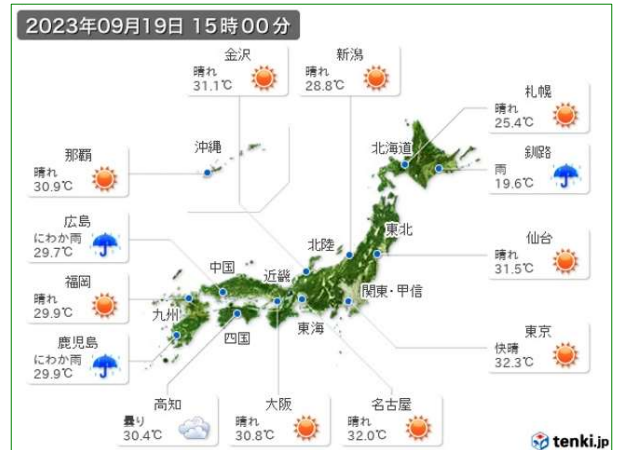 2023年09月19日 15時00分
金沢
晴れ
31.1℃
新潟
晴れ
28.8℃
札幌
晴れ
25.4℃
那覇
晴れ
30.9℃
沖縄
北海道
釧路
雨
19.6℃
広島
にわか雨
29.7℃
東北
仙台
晴れ
31.5℃
北陸
中国
近畿
関東・甲信
福岡
晴れ
29.9℃
九州
四国
東海
東京
快晴
32.3℃
鹿児島
にわか雨
29.9℃
高知
曇り
30.4℃
大阪
晴れ
30.8℃
名古屋
晴れ
32.0℃
tenki.jp